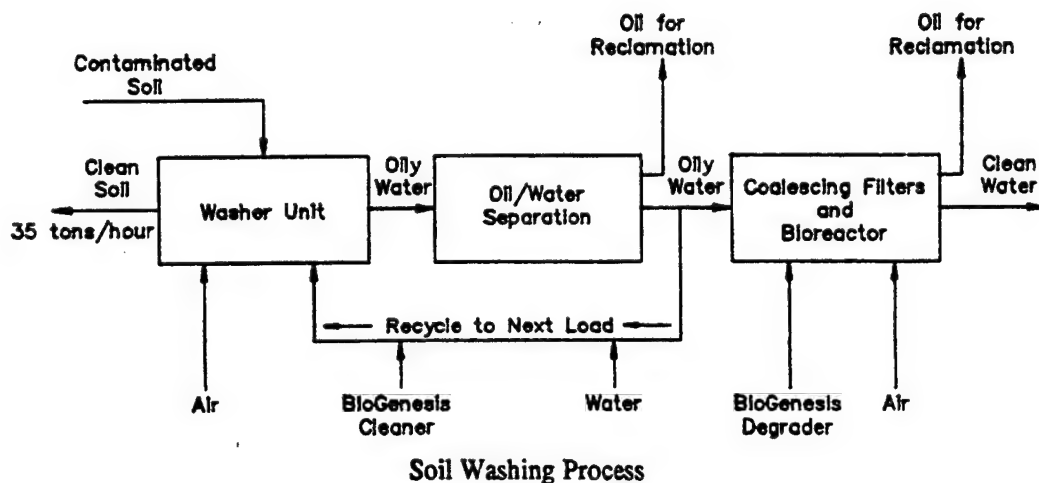 Oil for
Reclamation
Oil for
Reclamation
Contaminated
Soil
Clean
Soil
35 tons/hour
Washer Unit
Oily
Water
Oil/Water
Separation
Oily
Water
Coalescing Filters
and
Bioreactor
Clean
Water
Recycle to Next Load
Air
BioGenesis
Cleaner
Water
BioGenesis
Degrader
Air
Soil Washing Process